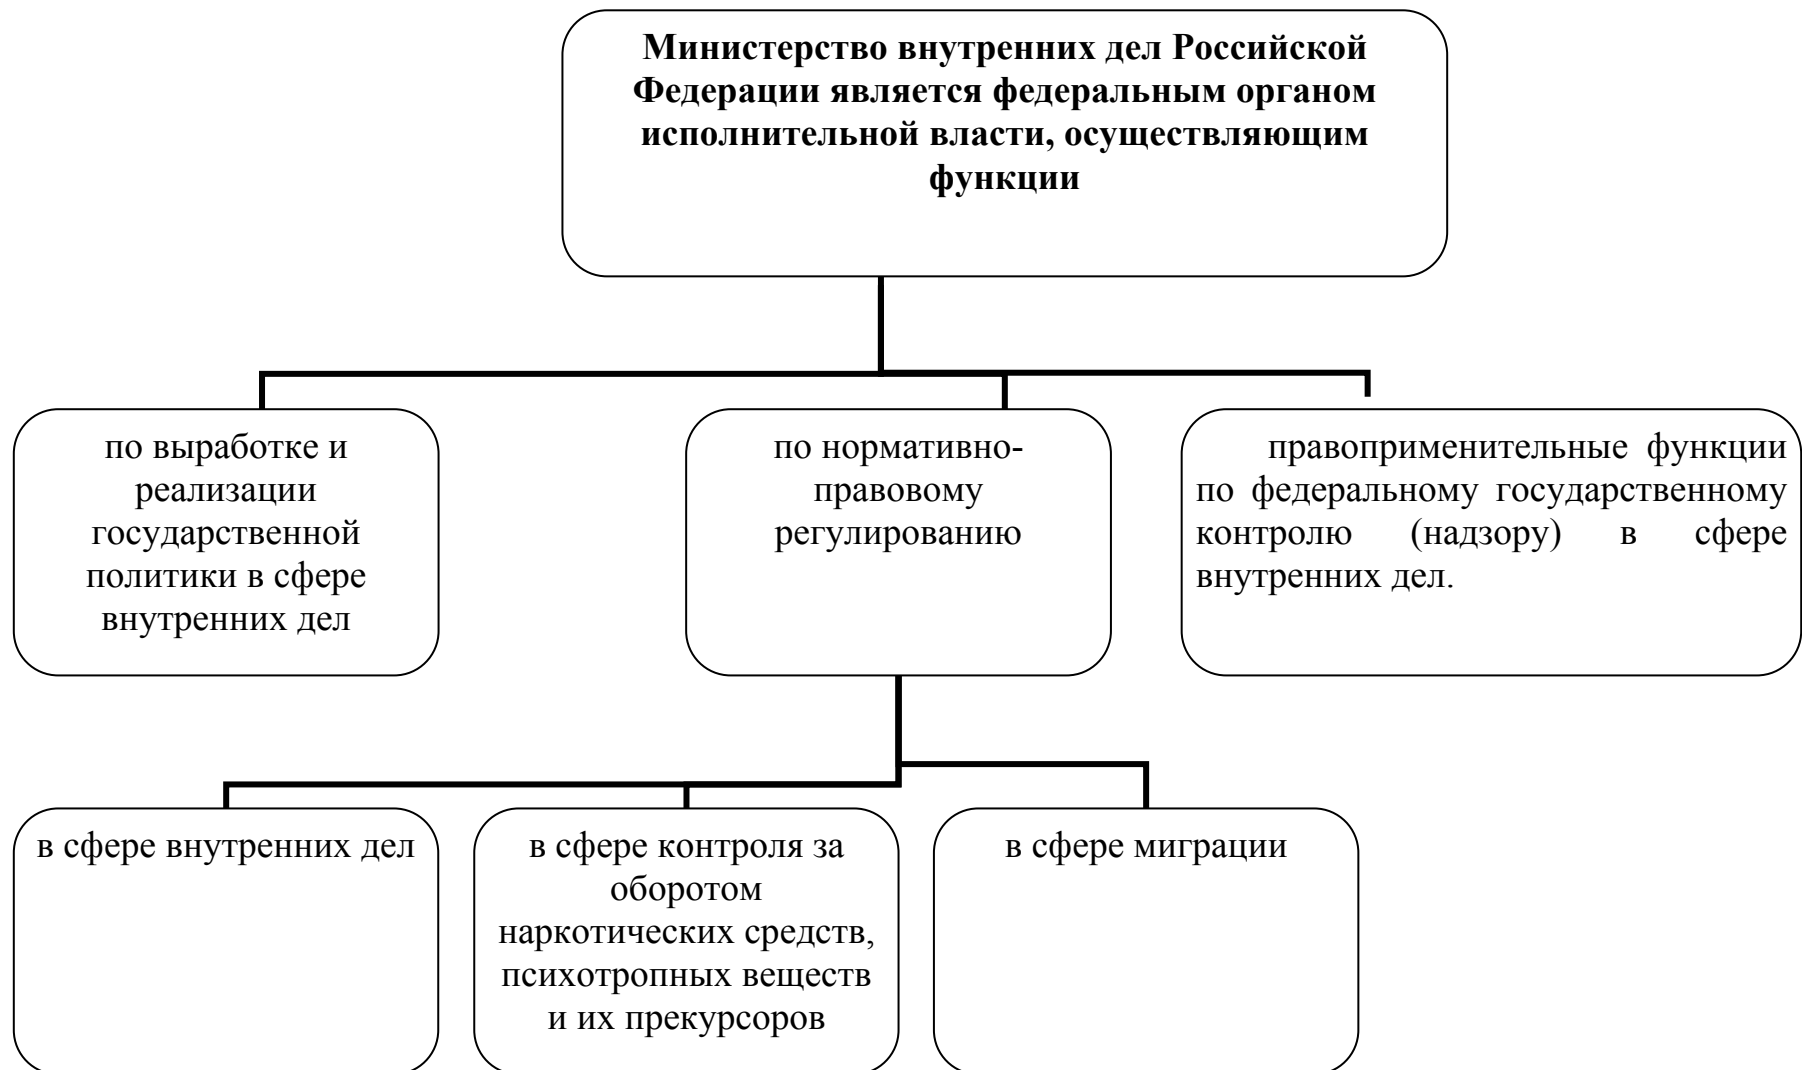 Министерство внутренних дел Российской
Федерации является федеральным органом
исполнительной власти, осуществляющим
функции
по выработке и
реализации
государственной
политики в сфере
внутренних дел
по нормативно-
правовому
регулированию
правоприменительные функции
по федеральному государственному
контролю (надзору) в сфере
внутренних дел.
в сфере внутренних дел
в сфере контроля за
оборотом
наркотических средств,
психотропных веществ
и их прекурсоров
в сфере миграции